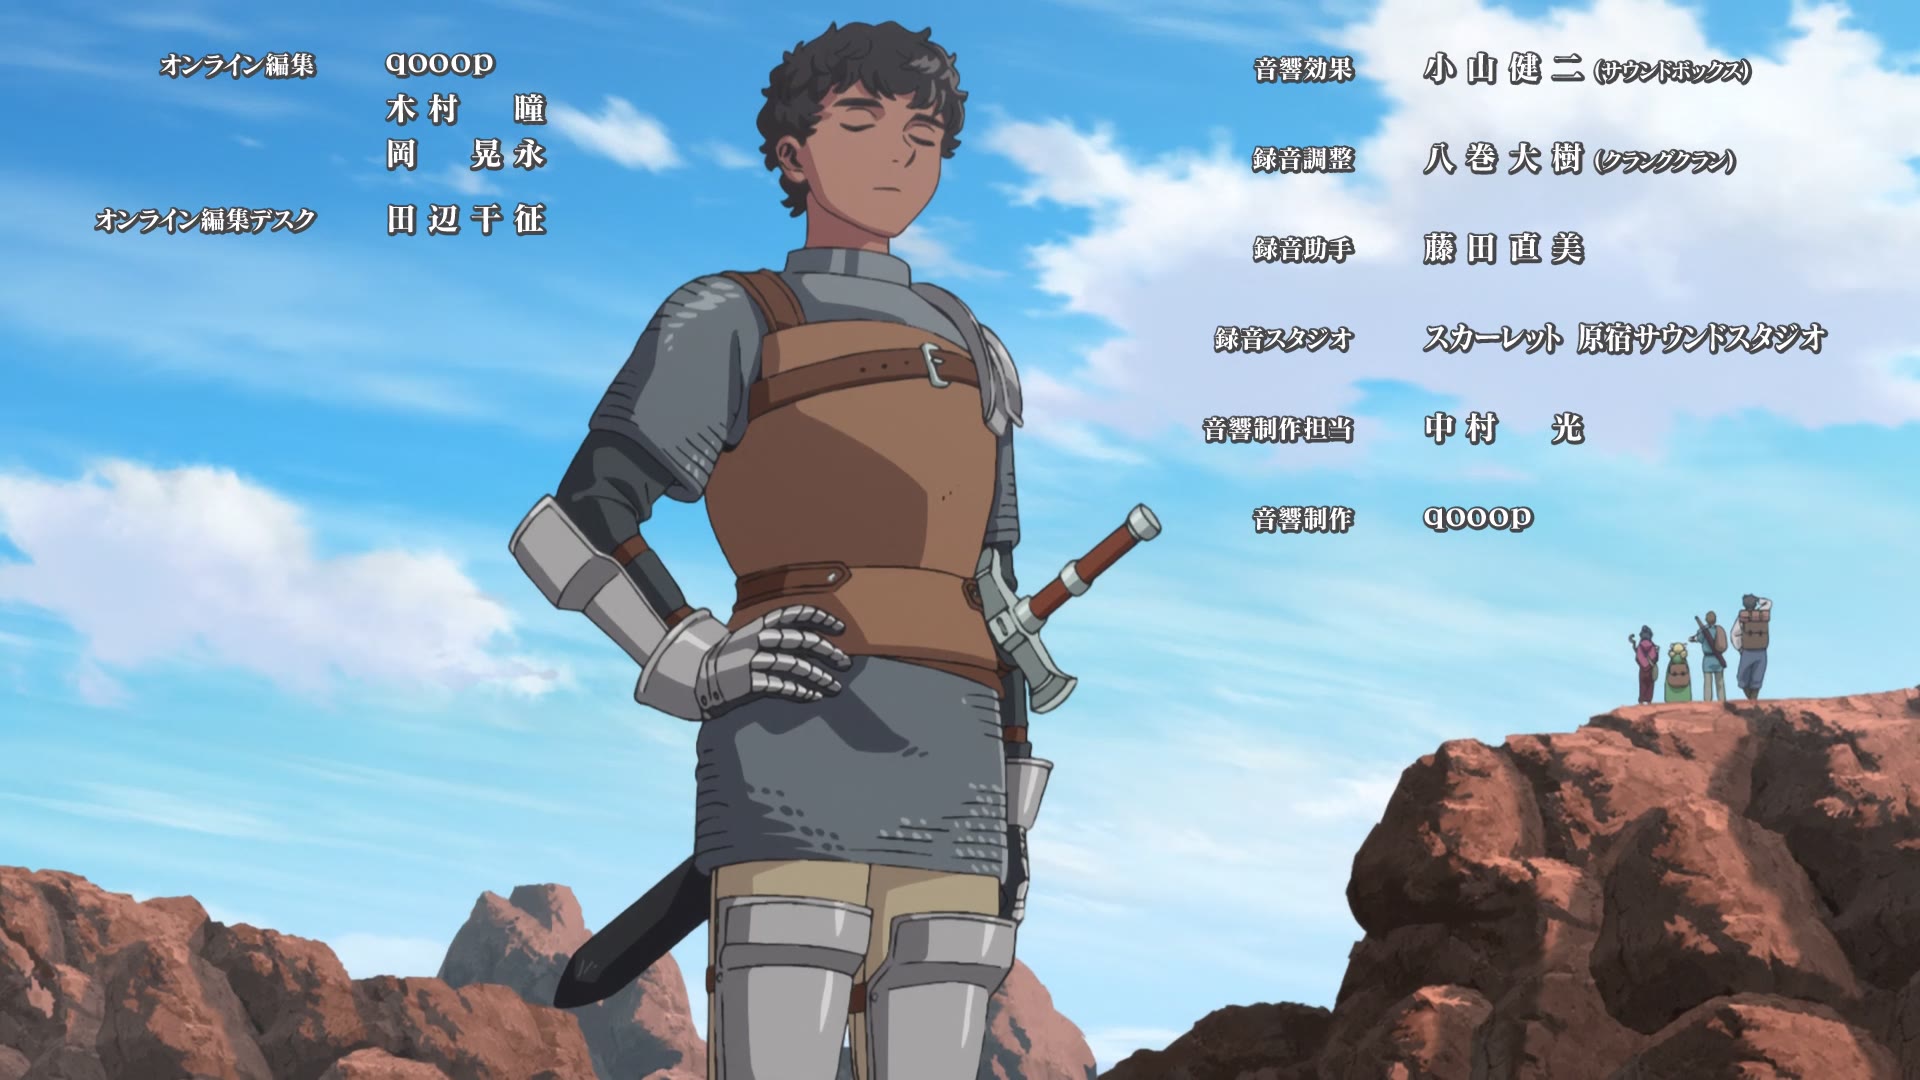 オンライン編集 qooop
木村 瞳
岡 晃永
オンライン編集デスク 田辺干征
音響効果 小山健二(サウンドボックス)
録音調整 八巻大樹(クラングクラン)
録音助手 藤田直美
録音スタジオ スカーレット 原宿サウンドスタジオ
音響制作担当 中村 光
音響制作 qooop